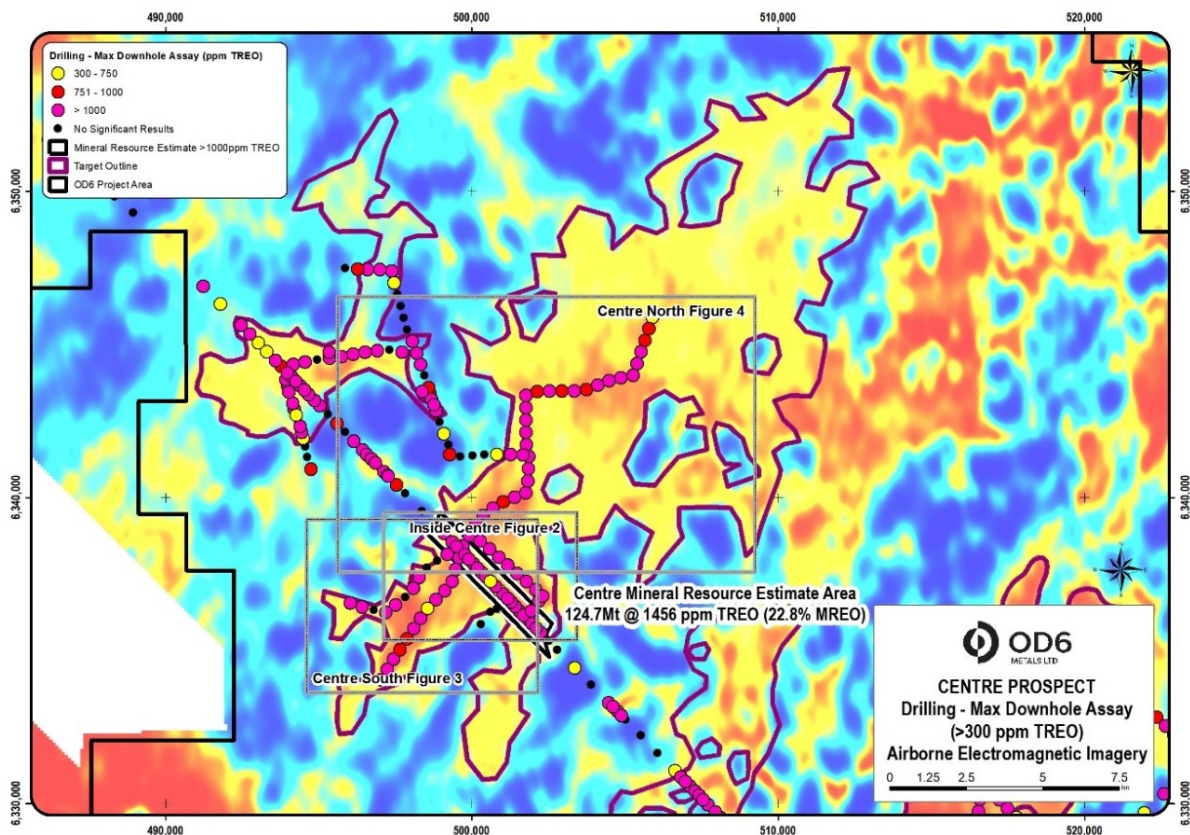 490,000 500,000 510,000 520,000
Drilling - Max Downhole Assay (ppm TREO)
300 - 750
751 - 1000
> 1000
No Significant Results
Mineral Resource Estimate >1000ppm TREO
Target Outline
OD6 Project Area
6,350,000 6,350,000
Centre North Figure 4
6,340,000 6,340,000
Inside Centre Figure 2
Centre Mineral Resource Estimate Area
124.7Mt @ 1456 ppm TREO (22.8% MREO)
Centre South Figure 3
OD6
METALS LTD
CENTRE PROSPECT
Drilling - Max Downhole Assay
(>300 ppm TREO)
Airborne Electromagnetic Imagery
0 1.25 2.5 5 7.5
km
6,330,000 6,330,000
490,000 500,000 510,000 520,000